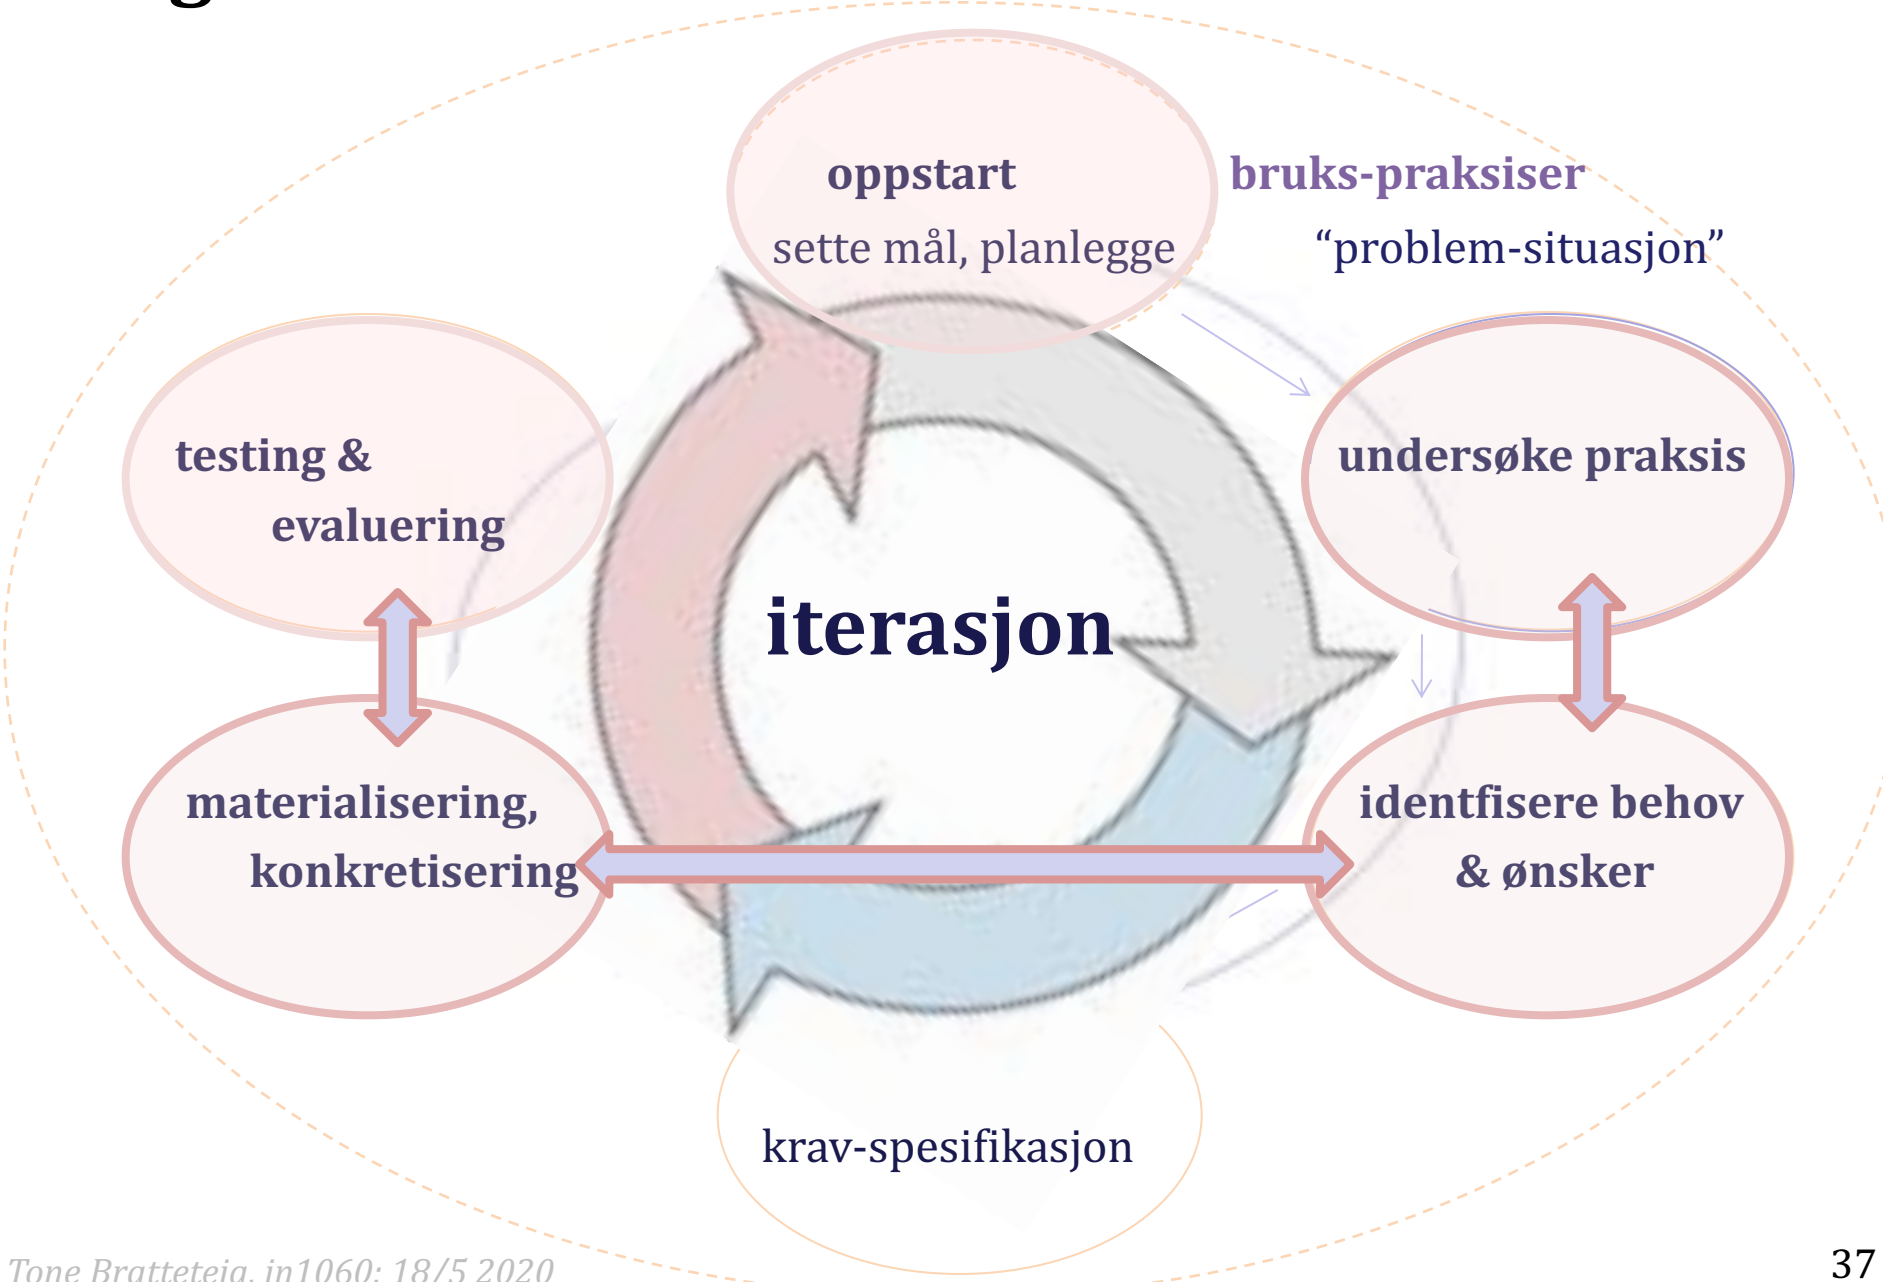 oppstart
sette mål, planlegge
bruks-praksiser
“problem-situasjon”
testing &
evaluering
undersøke praksis
iterasjon
materialisering,
konkretisering
identfisere behov
& ønsker
krav-spesifikasjon
Tone Bratteteig, in1060: 18/5 2020
37